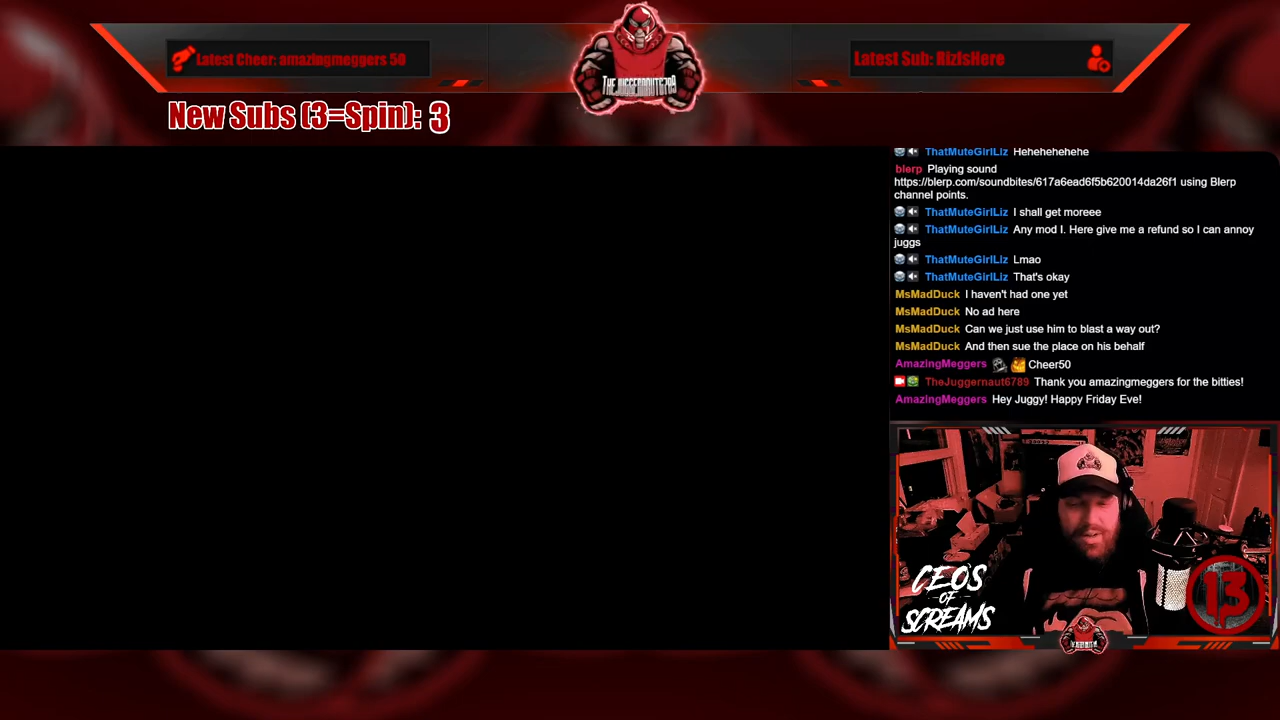 Latest Cheer: amazingmeggers 50
THEJUGGERNAUT6789
Latest Sub: RizIsHere
New Subs (3=Spin): 3
ThatMuteGirlLiz Hehehehehehe
blerp Playing sound
https://blerp.com/soundbites/617a6ead6f5b620014da26f1 using Blerp
channel points.
ThatMuteGirlLiz I shall get moreee
ThatMuteGirlLiz Any mod I. Here give me a refund so I can annoy
juggs
ThatMuteGirlLiz Lmao
ThatMuteGirlLiz That's okay
MsMadDuck I haven't had one yet
MsMadDuck No ad here
MsMadDuck Can we just use him to blast a way out?
MsMadDuck And then sue the place on his behalf
AmazingMeggers Cheer50
TheJuggernaut6789 Thank you amazingmeggers for the bitties!
AmazingMeggers Hey Juggy! Happy Friday Eve!
CEOS
OF
SCREAMS
13